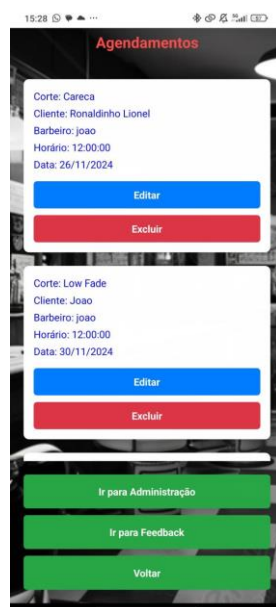 15:28
Agendamentos
Corte: Careca
Cliente: Ronaldinho Lionel
Barbeiro: joao
Horário: 12:00:00
Data: 26/11/2024
Editar
Excluir
Corte: Low Fade
Cliente: Joao
Barbeiro: joao
Horário: 12:00:00
Data: 30/11/2024
Editar
Excluir
Ir para Administração
Ir para Feedback
Voltar